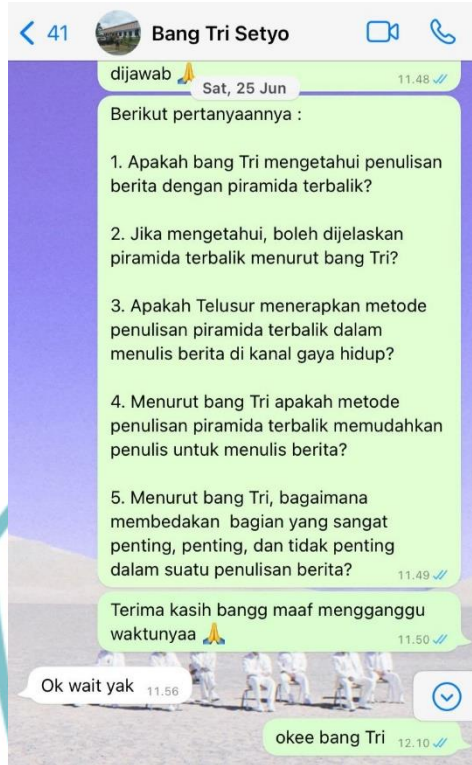 41
Bang Tri Setyo
dijawab 🙏 11.48
Sat, 25 Jun
Berikut pertanyaannya :
1. Apakah bang Tri mengetahui penulisan
berita dengan piramida terbalik?
2. Jika mengetahui, boleh dijelaskan
piramida terbalik menurut bang Tri?
3. Apakah Telusur menerapkan metode
penulisan piramida terbalik dalam
menulis berita di kanal gaya hidup?
4. Menurut bang Tri apakah metode
penulisan piramida terbalik memudahkan
penulis untuk menulis berita?
5. Menurut bang Tri, bagaimana
membedakan bagian yang sangat
penting, penting, dan tidak penting
dalam suatu penulisan berita? 11.49
Terima kasih bangg maaf mengganggu
waktunyaa 🙏 11.50
Ok wait yak 11.56
okee bang Tri 12.10